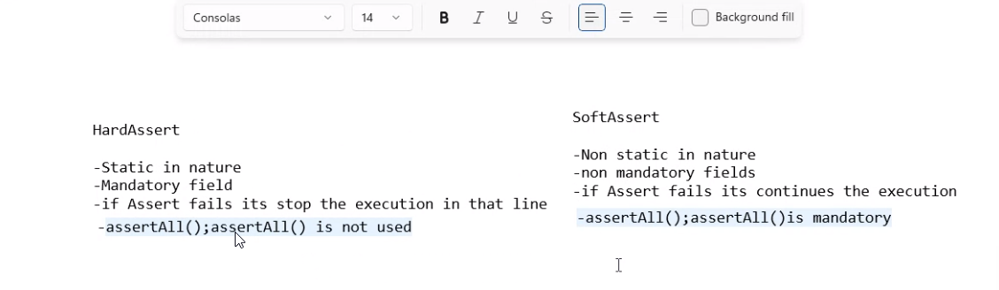 Consolas
14
B
I
U
S
Background fill
HardAssert
-Static in nature
-Mandatory field
-if Assert fails its stop the execution in that line
-assertAll();assertAll() is not used
SoftAssert
-Non static in nature
-non mandatory fields
-if Assert fails its continues the execution
-assertAll();assertAll()is mandatory